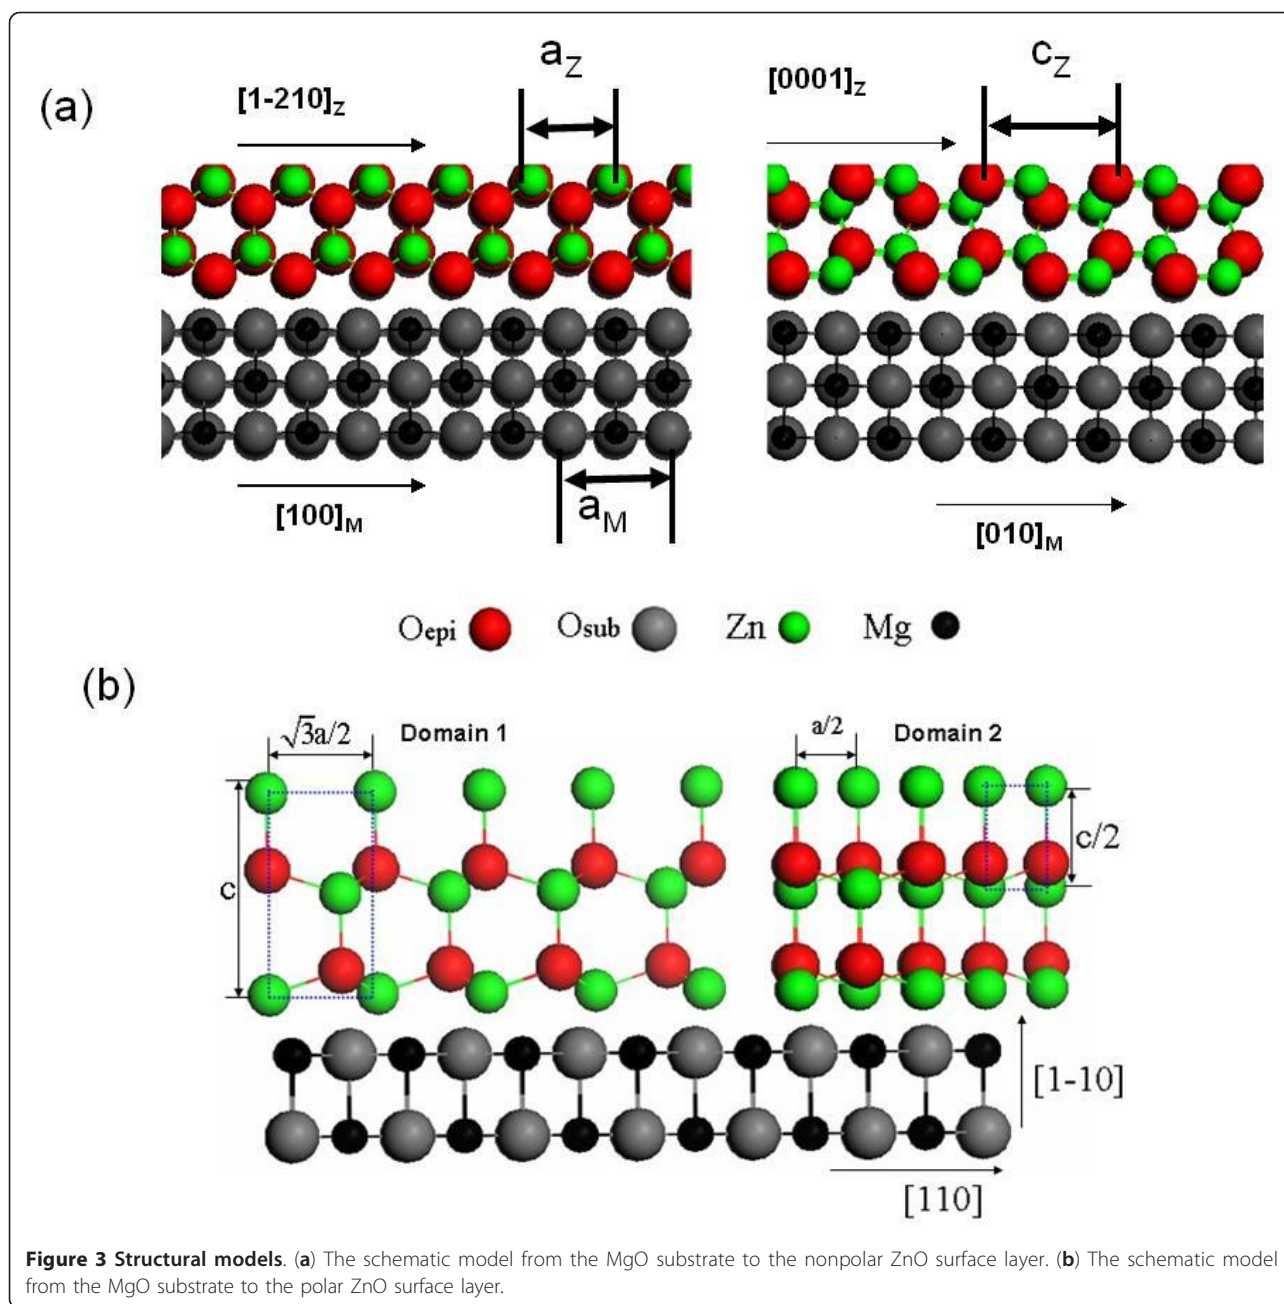 (a)
[1-210]Z
aZ
[0001]Z
cZ
[100]M
aM
[010]M
Oepi
Osub
Zn
Mg
(b)
√3a/2
Domain 1
a/2
Domain 2
c
c/2
[1-10]
[110]
Figure 3 Structural models. (a) The schematic model from the MgO substrate to the nonpolar ZnO surface layer. (b) The schematic model
from the MgO substrate to the polar ZnO surface layer.